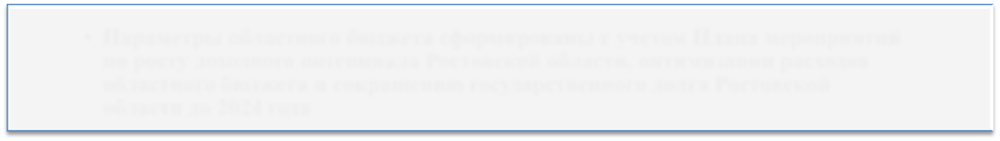 • Параметры областного бюджета сформированы с учетом Плана мероприятий
по росту доходного потенциала Ростовской области, оптимизации расходов
областного бюджета и сокращению государственного долга Ростовской
области до 2024 года